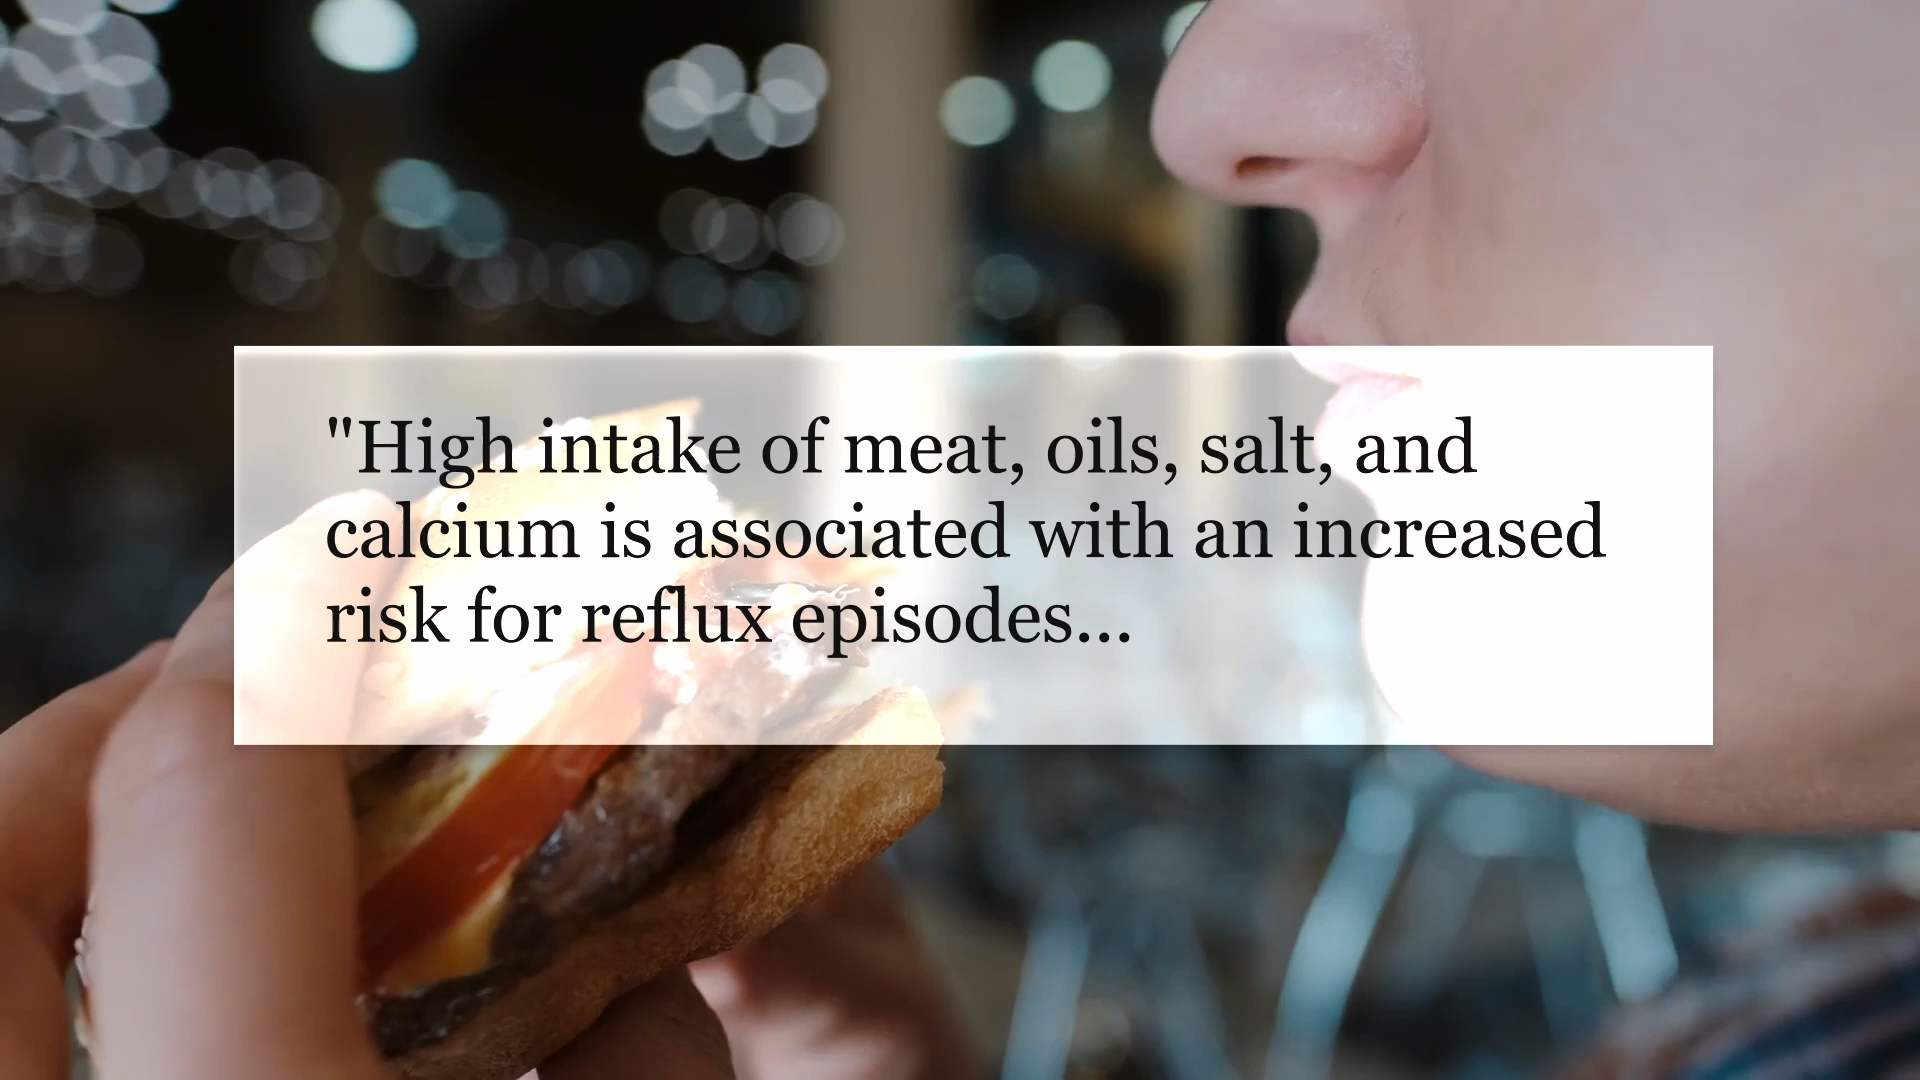 "High intake of meat, oils, salt, and
calcium is associated with an increased
risk for reflux episodes...